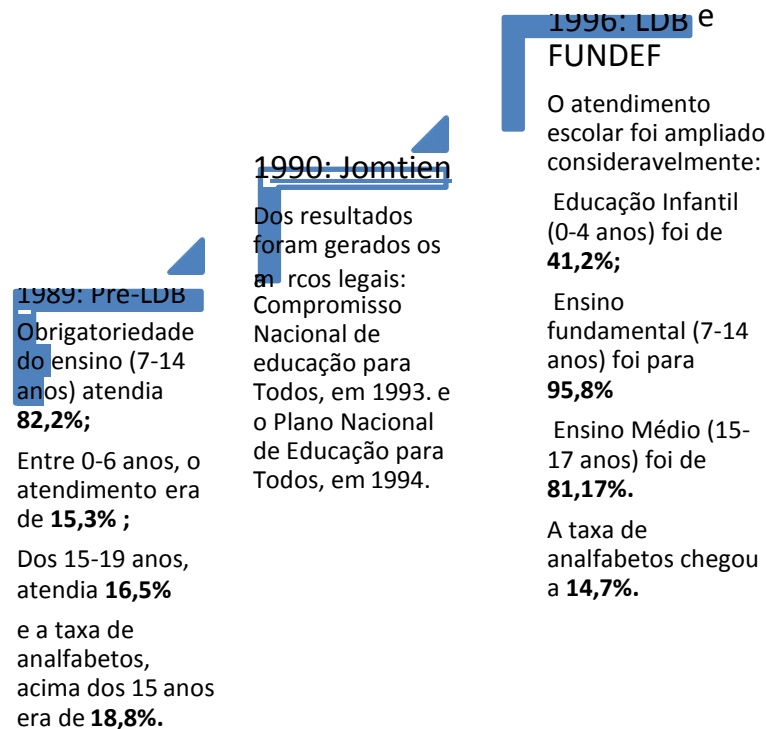 1989: Pré-LDB
Obrigatoriedade
do ensino (7-14
anos) atendia
82,2%;
Entre 0-6 anos, o
atendimento era
de 15,3% ;
Dos 15-19 anos,
atendia 16,5%
e a taxa de
analfabetos,
acima dos 15 anos
era de 18,8%.
1990: Jomtien
Dos resultados
foram gerados os
m rcos legais:
Compromisso
Nacional de
educação para
Todos, em 1993. e
o Plano Nacional
de Educação para
Todos, em 1994.
1996: LDB e
FUNDEF
O atendimento
escolar foi ampliado
consideravelmente:
Educação Infantil
(0-4 anos) foi de
41,2%;
Ensino
fundamental (7-14
anos) foi para
95,8%
Ensino Médio (15-
17 anos) foi de
81,17%.
A taxa de
analfabetos chegou
a 14,7%.